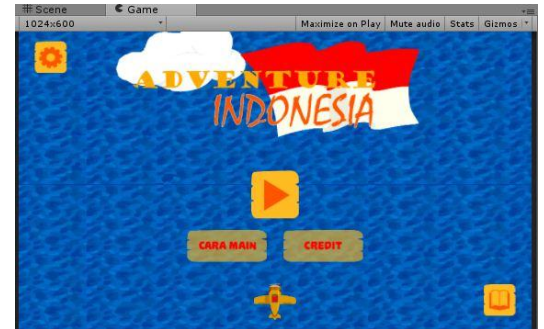 Scene Game
1024x600 Maximize on Play Mute audio Stats Gizmos
ADVENTURE
INDONESIA
CARA MAIN CREDIT